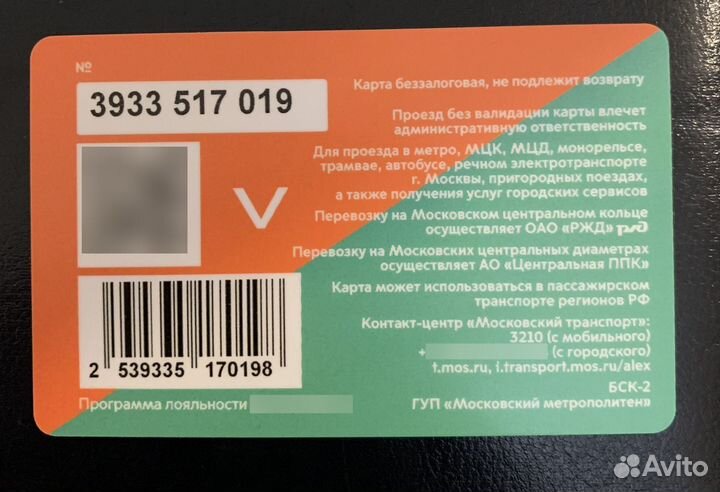 №
3933 517 019
Карта беззалоговая, не подлежит возврату
Проезд без валидации карты влечет
административную ответственность
Для проезда в метро, МЦК, МЦД, монорельсе,
трамвае, автобусе, речном электротранспорте
г. Москвы, пригородных поездах,
а также получения услуг городских сервисов
Перевозку на Московском центральном кольце
осуществляет ОАО «РЖД» ржд
Перевозку на Московских центральных диаметрах
осуществляет АО «Центральная ППК»
Карта может использоваться в пассажирском
транспорте регионов РФ
Контакт-центр «Московский транспорт»:
3210 (с мобильного)
+ (с городского)
t.mos.ru, i.transport.mos.ru/alex
БСК-2
ГУП «Московский метрополитен»
2 539335 170198
Программа лояльности
Avito